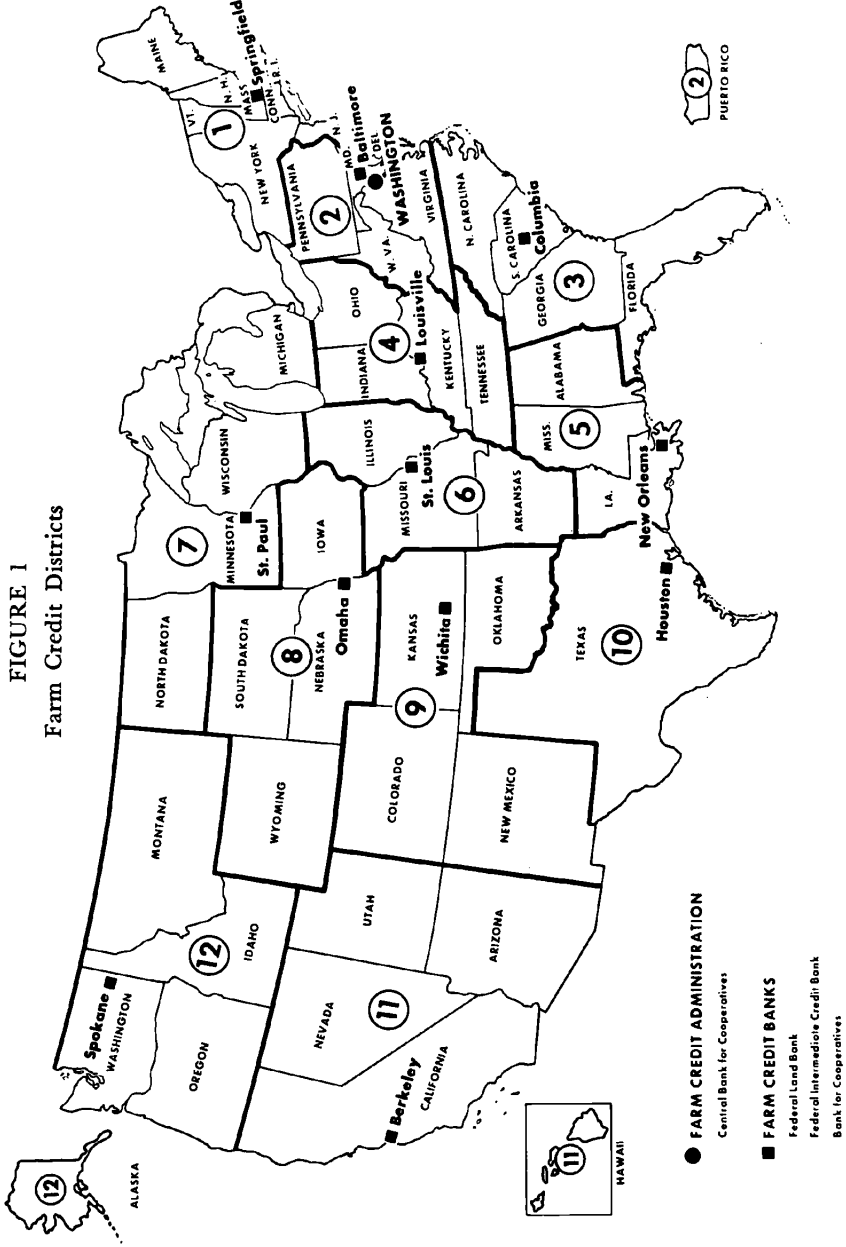 FIGURE 1
Farm Credit Districts
12
ALASKA
Spokane
WASHINGTON
OREGON
12
IDAHO
MONTANA
WYOMING
NORTH DAKOTA
SOUTH DAKOTA
8
NEBRASKA
Omaha
7
MINNESOTA
St. Paul
WISCONSIN
MICHIGAN
IOWA
ILLINOIS
INDIANA
OHIO
4
Louisville
KENTUCKY
TENNESSEE
MAINE
VT.
N. H.
1
MASS
Springfield
CONN.
R. I.
NEW YORK
PENNSYLVANIA
2
N. J.
MD.
Baltimore
DEL
WASHINGTON
W. VA.
VIRGINIA
N. CAROLINA
S. CAROLINA
Columbia
GEORGIA
3
FLORIDA
ALABAMA
MISS.
5
MISSOURI
St. Louis
6
ARKANSAS
LA.
New Orleans
KANSAS
Wichita
9
COLORADO
OKLAHOMA
NEW MEXICO
TEXAS
10
Houston
UTAH
ARIZONA
NEVADA
11
Berkeley
CALIFORNIA
11
HAWAII
2
PUERTO RICO
FARM CREDIT ADMINISTRATION
Central Bank for Cooperatives
FARM CREDIT BANKS
Federal Land Bank
Federal Intermediate Credit Bank
Bank for Cooperatives